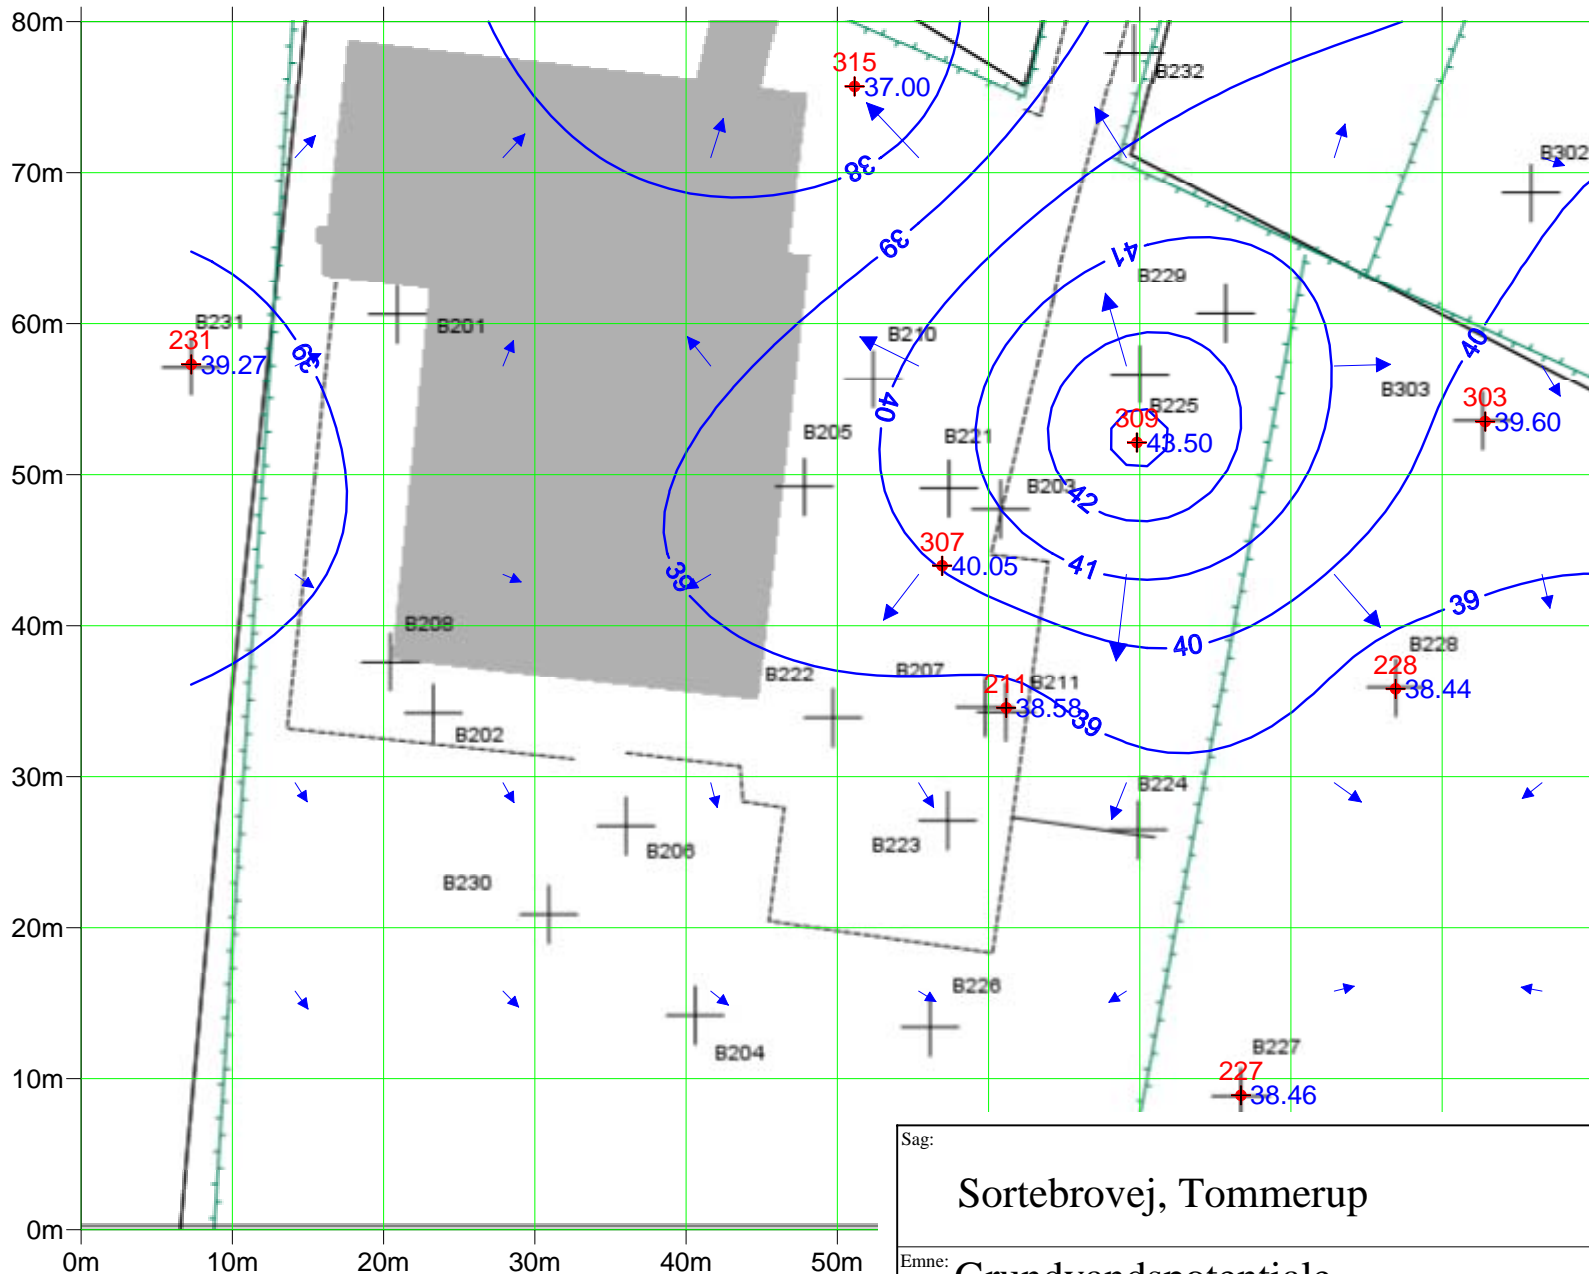 80m
70m
60m
50m
40m
30m
20m
10m
0m
0m
10m
20m
30m
40m
50m
315
37.00
B232
B302
38
39
41
B229
B231
231
39.27
39
B201
B210
40
B225
309
43.50
42
B303
303
39.60
40
B205
B221
B203
307
40.05
41
39
B208
B202
B222
B207
211
B211
38.58
39
40
39
B228
228
38.44
B206
B230
B223
B224
B204
B226
B227
227
38.46
Sag:
Sortebrovej, Tommerup
Emne:
Grundvandspotentiale